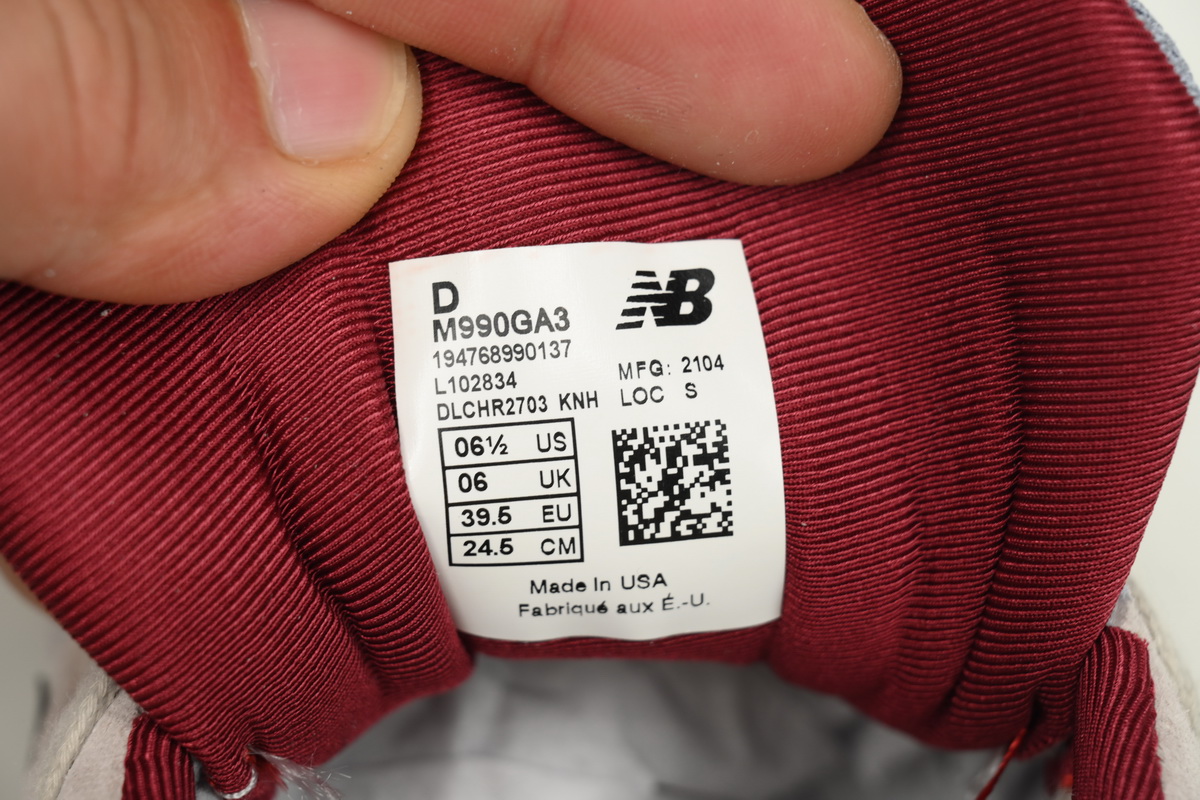 D
M990GA3
194768990137
L102834
DLCHR2703 KNH
NB
MFG: 2104
LOC S
06½ US
06 UK
39.5 EU
24.5 CM
Made In USA
Fabriqué aux É.-U.